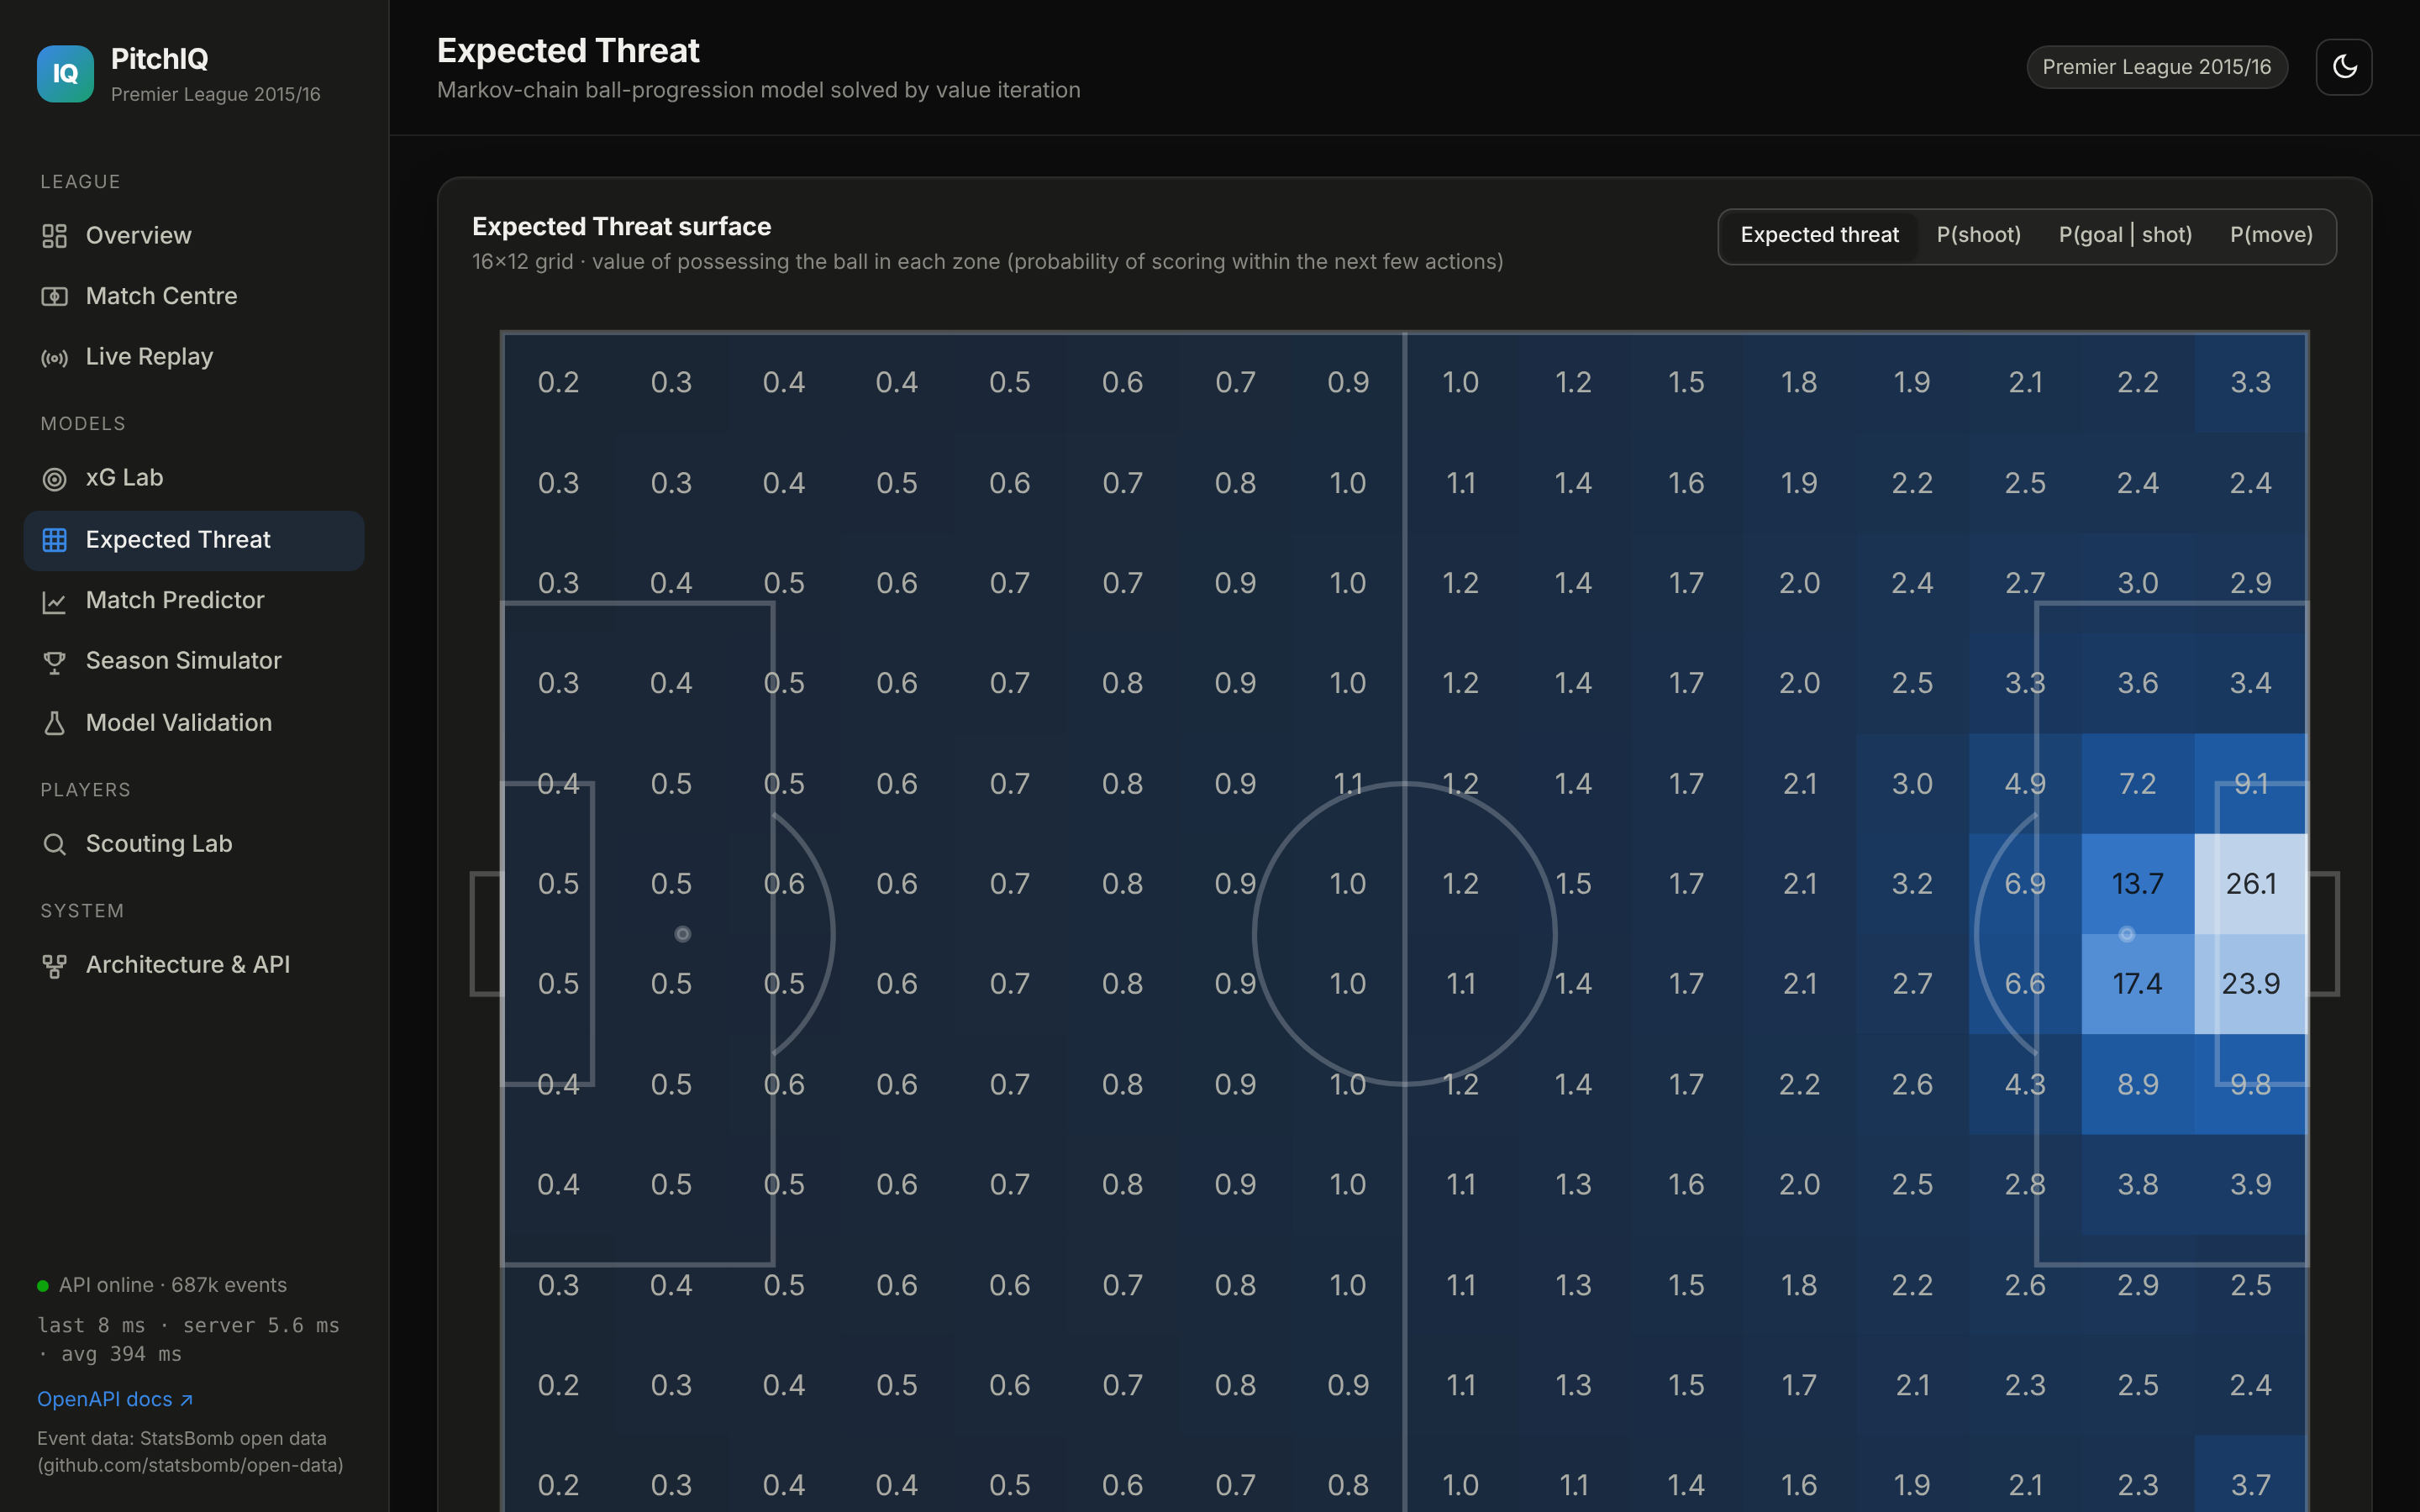 IQ
PitchIQ
Premier League 2015/16
LEAGUE
Overview
Match Centre
Live Replay
MODELS
xG Lab
Expected Threat
Match Predictor
Season Simulator
Model Validation
PLAYERS
Scouting Lab
SYSTEM
Architecture & API
API online · 687k events
last 8 ms · server 5.6 ms
· avg 394 ms
OpenAPI docs ↗
Event data: StatsBomb open data
(github.com/statsbomb/open-data)
Expected Threat
Markov-chain ball-progression model solved by value iteration
Premier League 2015/16
Expected Threat surface
16×12 grid · value of possessing the ball in each zone (probability of scoring within the next few actions)
Expected threat P(shoot) P(goal | shot) P(move)
0.2 0.3 0.4 0.4 0.5 0.6 0.7 0.9 1.0 1.2 1.5 1.8 1.9 2.1 2.2 3.3
0.3 0.3 0.4 0.5 0.6 0.7 0.8 1.0 1.1 1.4 1.6 1.9 2.2 2.5 2.4 2.4
0.3 0.4 0.5 0.6 0.7 0.7 0.9 1.0 1.2 1.4 1.7 2.0 2.4 2.7 3.0 2.9
0.3 0.4 0.5 0.6 0.7 0.8 0.9 1.0 1.2 1.4 1.7 2.0 2.5 3.3 3.6 3.4
0.4 0.5 0.5 0.6 0.7 0.8 0.9 1.1 1.2 1.4 1.7 2.1 3.0 4.9 7.2 9.1
0.5 0.5 0.6 0.6 0.7 0.8 0.9 1.0 1.2 1.5 1.7 2.1 3.2 6.9 13.7 26.1
0.5 0.5 0.5 0.6 0.7 0.8 0.9 1.0 1.1 1.4 1.7 2.1 2.7 6.6 17.4 23.9
0.4 0.5 0.6 0.6 0.7 0.8 0.9 1.0 1.2 1.4 1.7 2.2 2.6 4.3 8.9 9.8
0.4 0.5 0.5 0.6 0.7 0.8 0.9 1.0 1.1 1.3 1.6 2.0 2.5 2.8 3.8 3.9
0.3 0.4 0.5 0.6 0.6 0.7 0.8 1.0 1.1 1.3 1.5 1.8 2.2 2.6 2.9 2.5
0.2 0.3 0.4 0.5 0.6 0.7 0.8 0.9 1.1 1.3 1.5 1.7 2.1 2.3 2.5 2.4
0.2 0.3 0.4 0.4 0.5 0.6 0.7 0.8 1.0 1.1 1.4 1.6 1.9 2.1 2.3 3.7